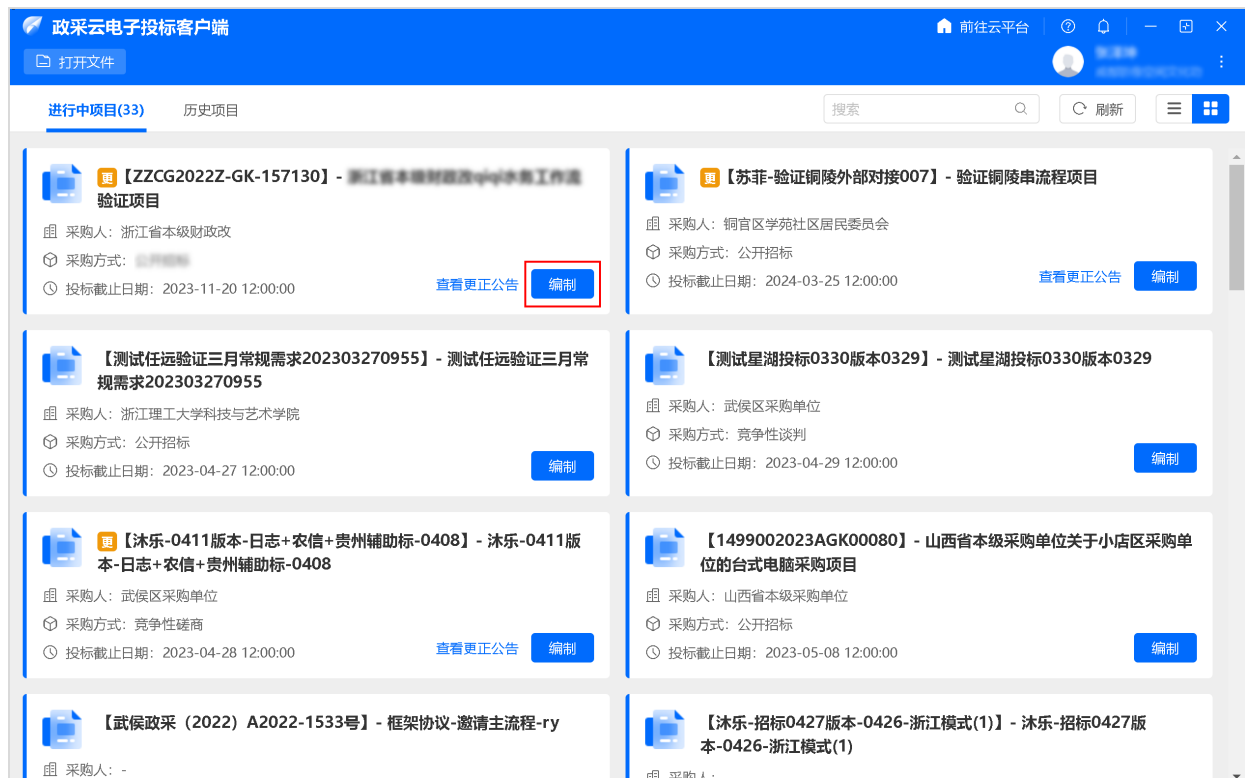 政采云电子投标客户端
前往云平台
打开文件
进行中项目(33)
历史项目
搜索
刷新
更【ZZCG2022Z-GK-157130】-
验证项目
采购人：浙江省本级财政改
采购方式：
投标截止日期：2023-11-20 12:00:00
查看更正公告
编制
更【苏菲-验证铜陵外部对接007】- 验证铜陵串流程项目
采购人：铜官区学苑社区居民委员会
采购方式：公开招标
投标截止日期：2024-03-25 12:00:00
查看更正公告
编制
【测试任远验证三月常规需求202303270955】- 测试任远验证三月常
规需求202303270955
采购人：浙江理工大学科技与艺术学院
采购方式：公开招标
投标截止日期：2023-04-27 12:00:00
编制
【测试星湖投标0330版本0329】- 测试星湖投标0330版本0329
采购人：武侯区采购单位
采购方式：竞争性谈判
投标截止日期：2023-04-29 12:00:00
编制
更【沐乐-0411版本-日志+农信+贵州辅助标-0408】- 沐乐-0411版
本-日志+农信+贵州辅助标-0408
采购人：武侯区采购单位
采购方式：竞争性磋商
投标截止日期：2023-04-28 12:00:00
查看更正公告
编制
【1499002023AGK00080】- 山西省本级采购单位关于小店区采购单
位的台式电脑采购项目
采购人：山西省本级采购单位
采购方式：公开招标
投标截止日期：2023-05-08 12:00:00
编制
【武侯政采（2022）A2022-1533号】- 框架协议-邀请主流程-ry
采购人：-
【沐乐-招标0427版本-0426-浙江模式(1)】- 沐乐-招标0427版
本-0426-浙江模式(1)
采购人：